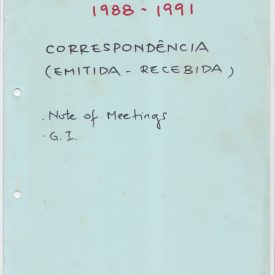 1988 - 1991
CORRESPONDÊNCIA
(EMITIDA - RECEBIDA)
. Note of Meetings
. G. I.